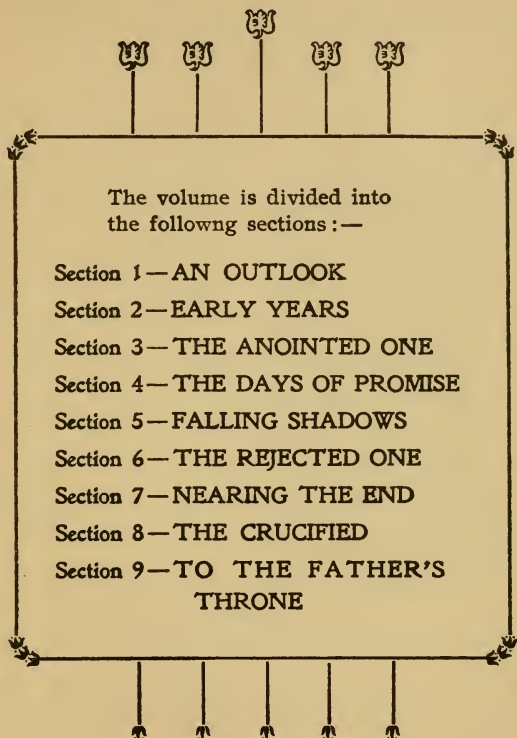 The volume is divided into
the followng sections:—
Section 1—AN OUTLOOK
Section 2—EARLY YEARS
Section 3—THE ANOINTED ONE
Section 4—THE DAYS OF PROMISE
Section 5—FALLING SHADOWS
Section 6—THE REJECTED ONE
Section 7—NEARING THE END
Section 8—THE CRUCIFIED
Section 9—TO THE FATHER'S
THRONE